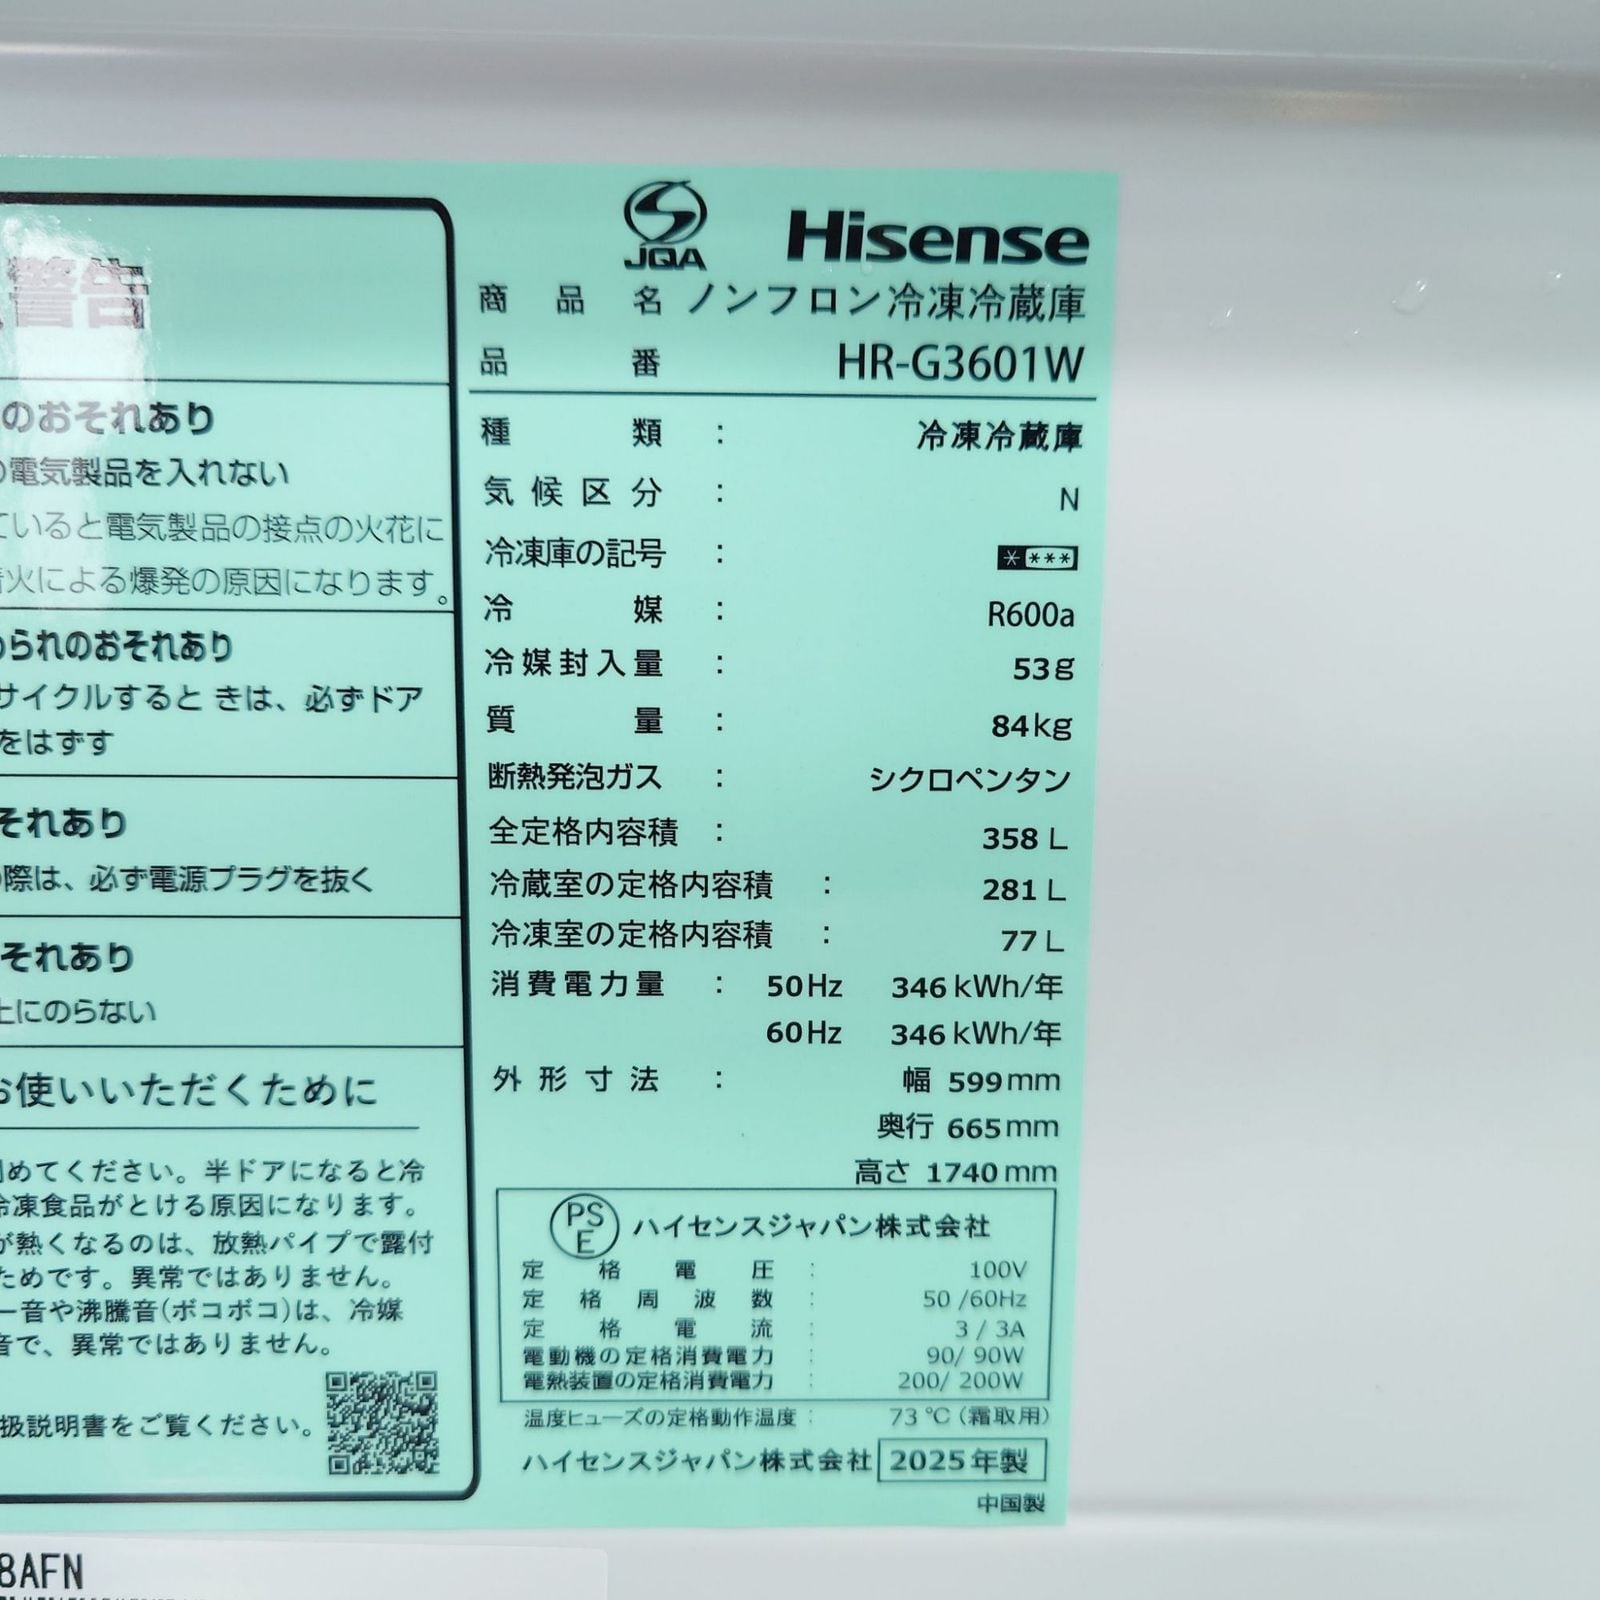 警告
のおそれあり
の電気製品を入れない
ていると電気製品の接点の火花に
着火による爆発の原因になります。
められのおそれあり
サイクルすると きは、必ずドア
をはずす
それあり
の際は、必ず電源プラグを抜く
それあり
上にのらない
お使いいただくために
めてください。半ドアになると冷
冷凍食品がとける原因になります。
が熱くなるのは、放熱パイプで露付
ためです。異常ではありません。
ー音や沸騰音(ボコボコ)は、冷媒
音で、異常ではありません。
扱説明書をご覧ください。
JQA
Hisense
商品名 ノンフロン冷凍冷蔵庫
品番 HR-G3601W
種類 : 冷凍冷蔵庫
気候区分 : N
冷凍庫の記号 : ****
冷媒 : R600a
冷媒封入量 : 53g
質量 : 84kg
断熱発泡ガス : シクロペンタン
全定格内容積 : 358 L
冷蔵室の定格内容積 : 281 L
冷凍室の定格内容積 : 77 L
消費電力量 : 50Hz 346kWh/年
60Hz 346kWh/年
外形寸法 : 幅 599mm
奥行 665mm
高さ 1740mm
PSE ハイセンスジャパン株式会社
定格電圧 : 100V
定格周波数 : 50 /60Hz
定格電流 : 3 / 3A
電動機の定格消費電力 : 90/ 90W
電熱装置の定格消費電力 : 200/ 200W
温度ヒューズの定格動作温度 : 73℃(霜取用)
ハイセンスジャパン株式会社 2025年製
中国製
8AFN